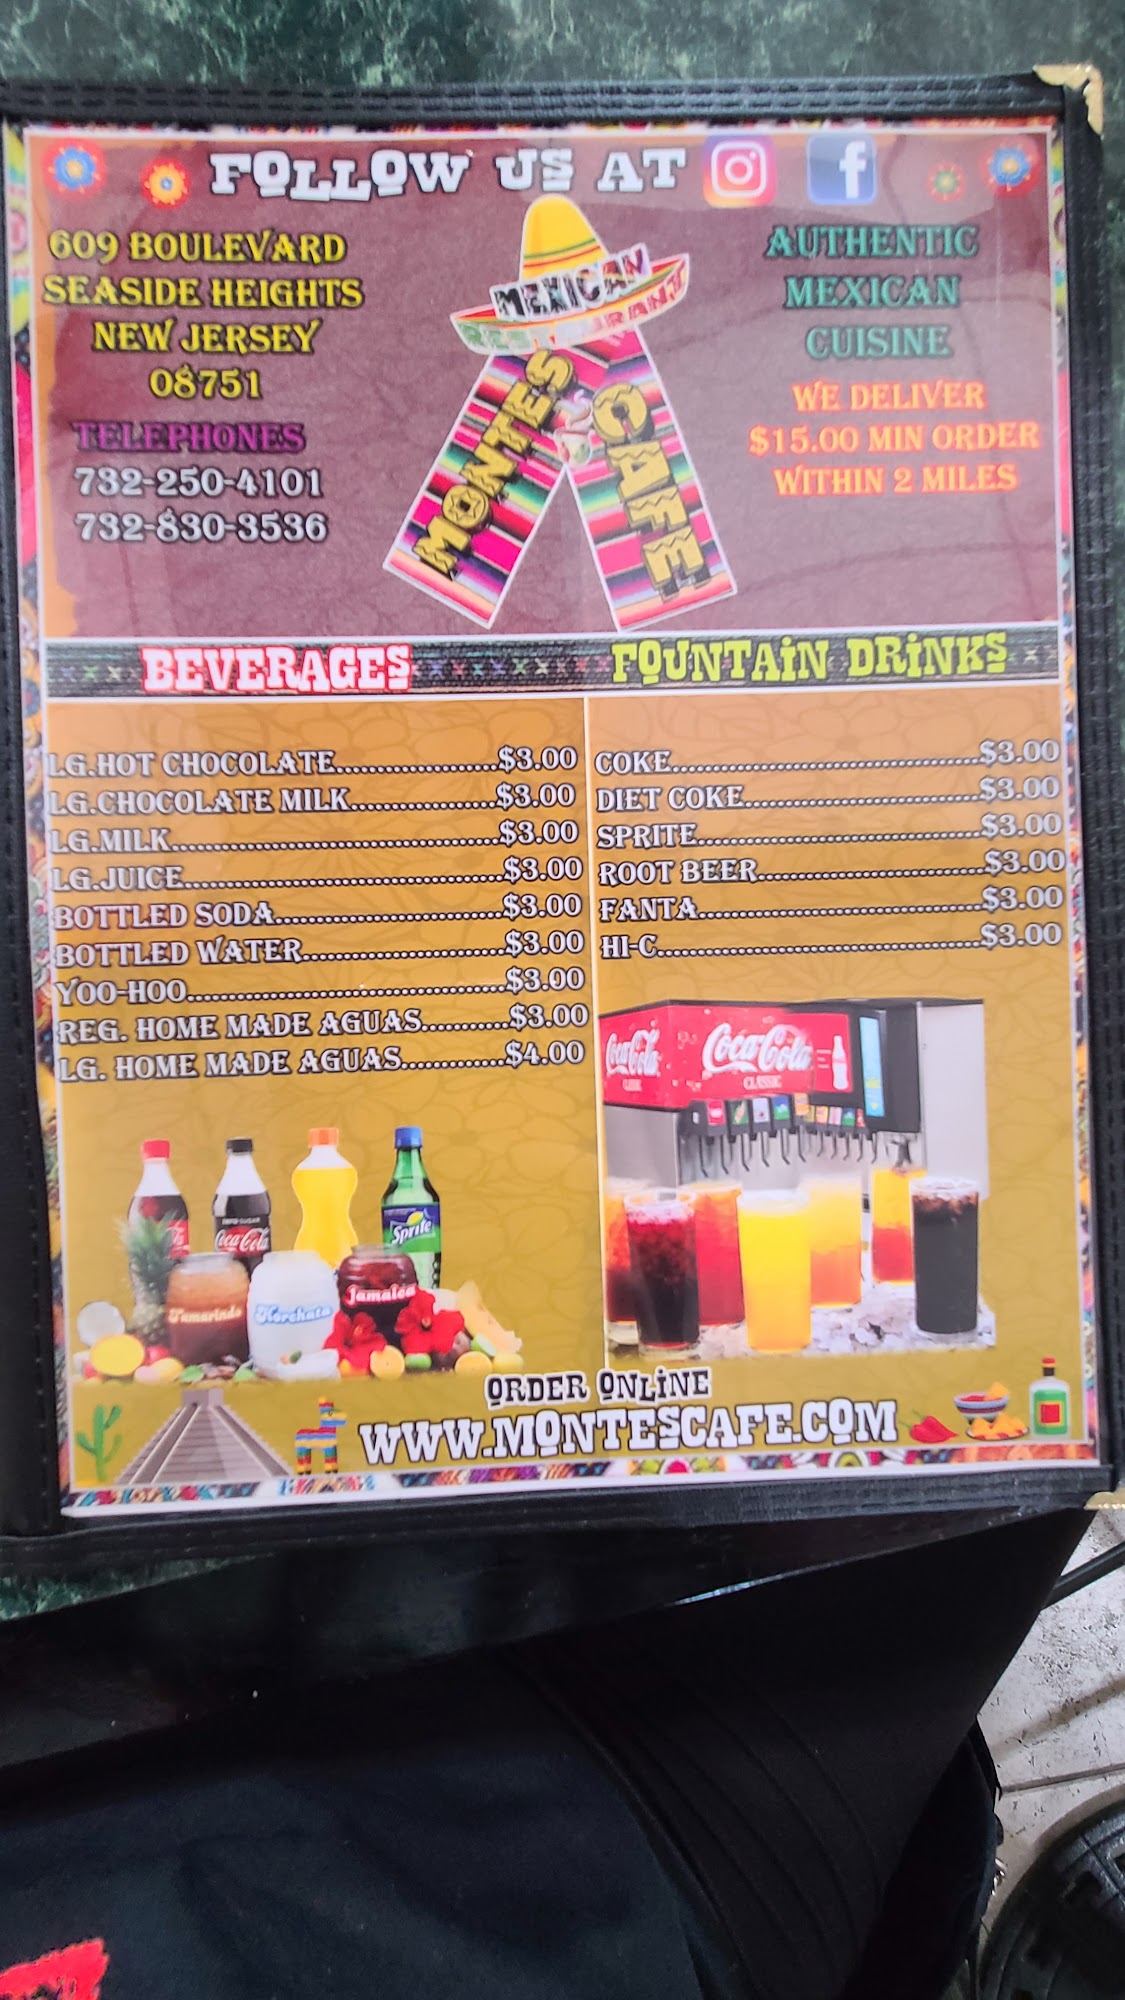 FOLLOW US AT
609 BOULEVARD
SEASIDE HEIGHTS
NEW JERSEY
08751
TELEPHONES
732-250-4101
732-830-3536
MEXICAN
RESTAURANT
MONTES
CAFE
AUTHENTIC
MEXICAN
CUISINE
WE DELIVER
$15.00 MIN ORDER
WITHIN 2 MILES
BEVERAGES
LG.HOT CHOCOLATE....................$3.00
LG.CHOCOLATE MILK..................$3.00
LG.MILK..........................................$3.00
LG.JUICE........................................$3.00
BOTTLED SODA............................$3.00
BOTTLED WATER.........................$3.00
YOO-HOO.......................................$3.00
REG. HOME MADE AGUAS...........$3.00
LG. HOME MADE AGUAS.............$4.00
Coca-Cola
Sprite
Tamarindo
Horchata
Jamaica
FOUNTAIN DRINKS
COKE.......................................$3.00
DIET COKE.............................$3.00
SPRITE...................................$3.00
ROOT BEER............................$3.00
FANTA...................................$3.00
HI-C.......................................$3.00
Coca-Cola
Coca-Cola
CLASSIC
ORDER ONLINE
WWW.MONTESCAFE.COM